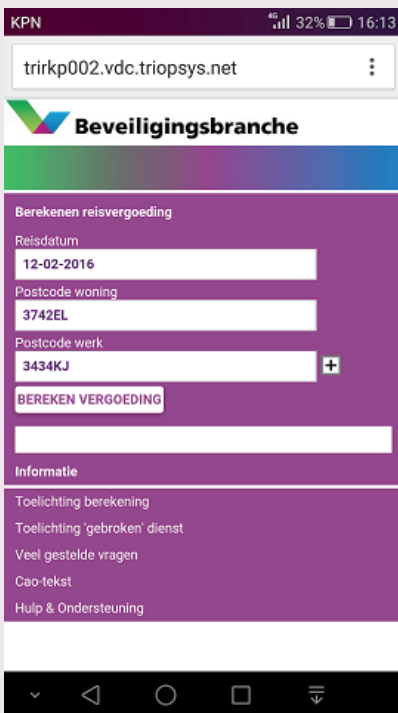 KPN 4G 32% 16:13
trirkp002.vdc.triopsys.net
Beveiligingsbranche
Berekenen reisvergoeding
Reisdatum
12-02-2016
Postcode woning
3742EL
Postcode werk
3434KJ
BEREKEN VERGOEDING
Informatie
Toelichting berekening
Toelichting 'gebroken' dienst
Veel gestelde vragen
Cao-tekst
Hulp & Ondersteuning